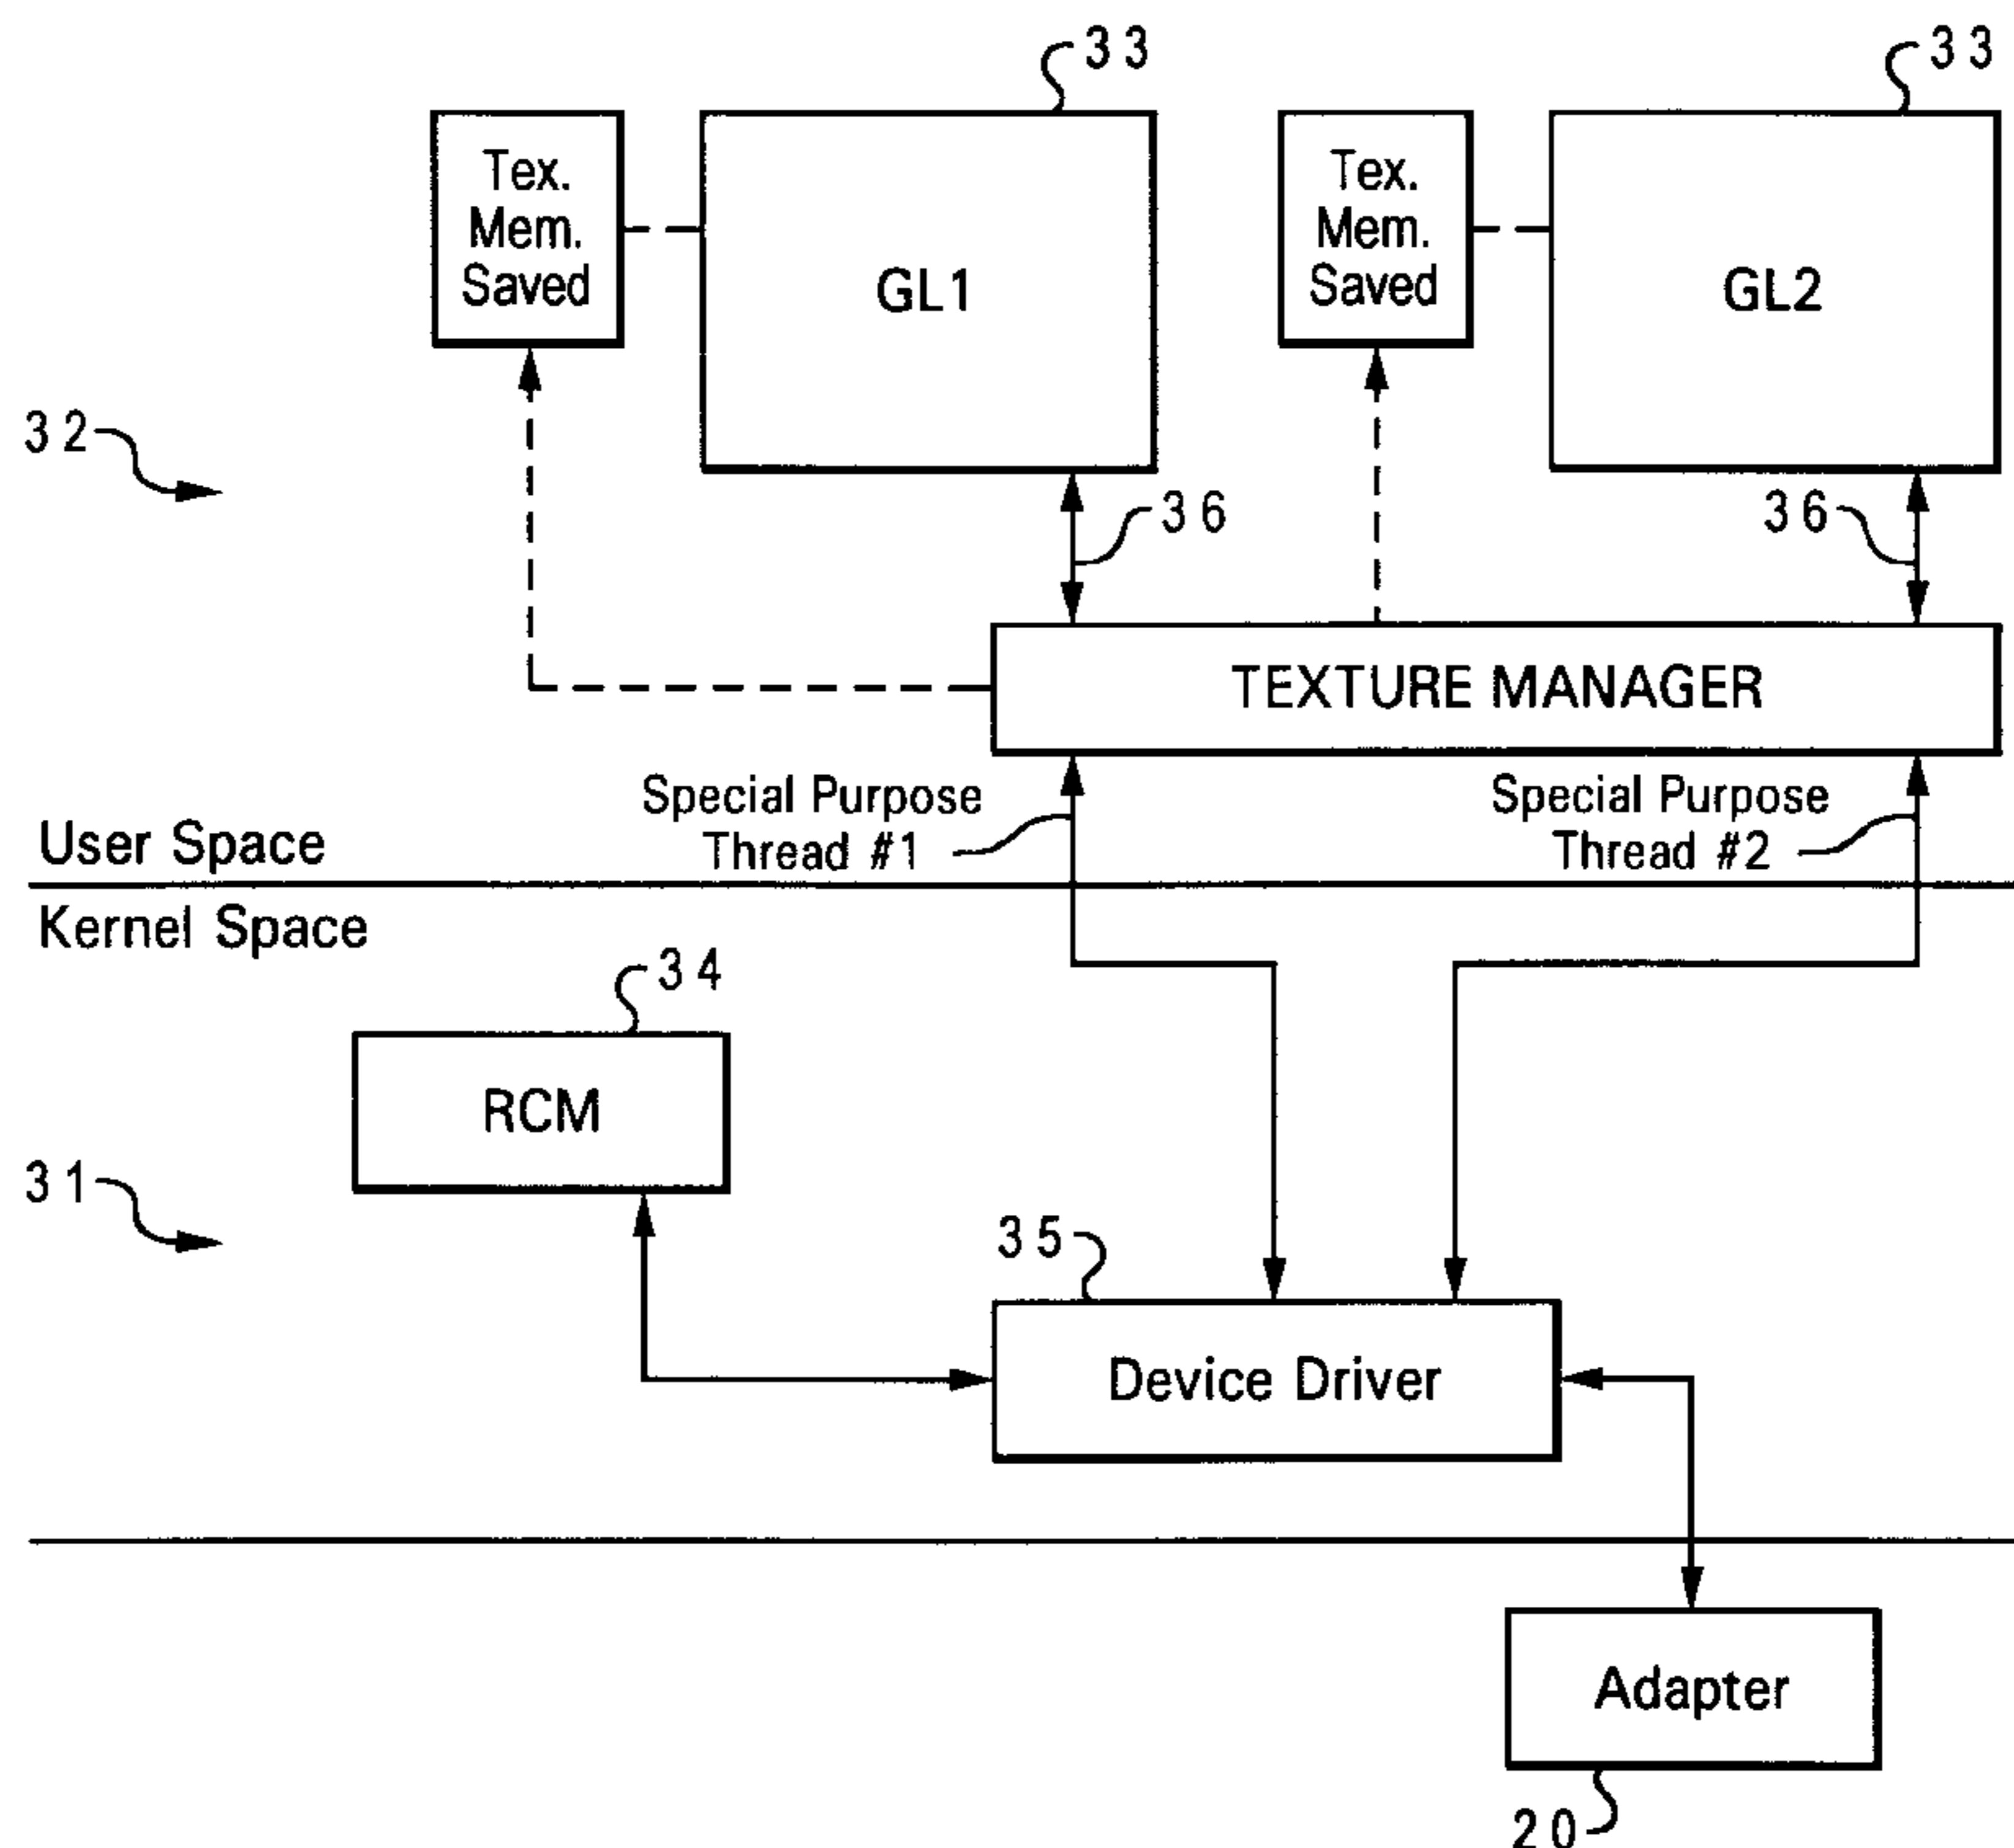 33
33
Tex.
Mem.
Saved
GL1
Tex.
Mem.
Saved
GL2
32
36
36
TEXTURE MANAGER
Special Purpose
Thread #1
Special Purpose
Thread #2
User Space
Kernel Space
34
RCM
31
35
Device Driver
Adapter
20